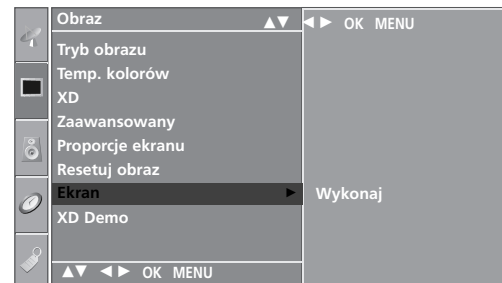 Obraz ▲▼ ◄► OK MENU
Tryb obrazu
Temp. kolorów
XD
Zaawansowany
Proporcje ekranu
Resetuj obraz
Ekran ► Wykonaj
XD Demo
▲▼ ◄► OK MENU